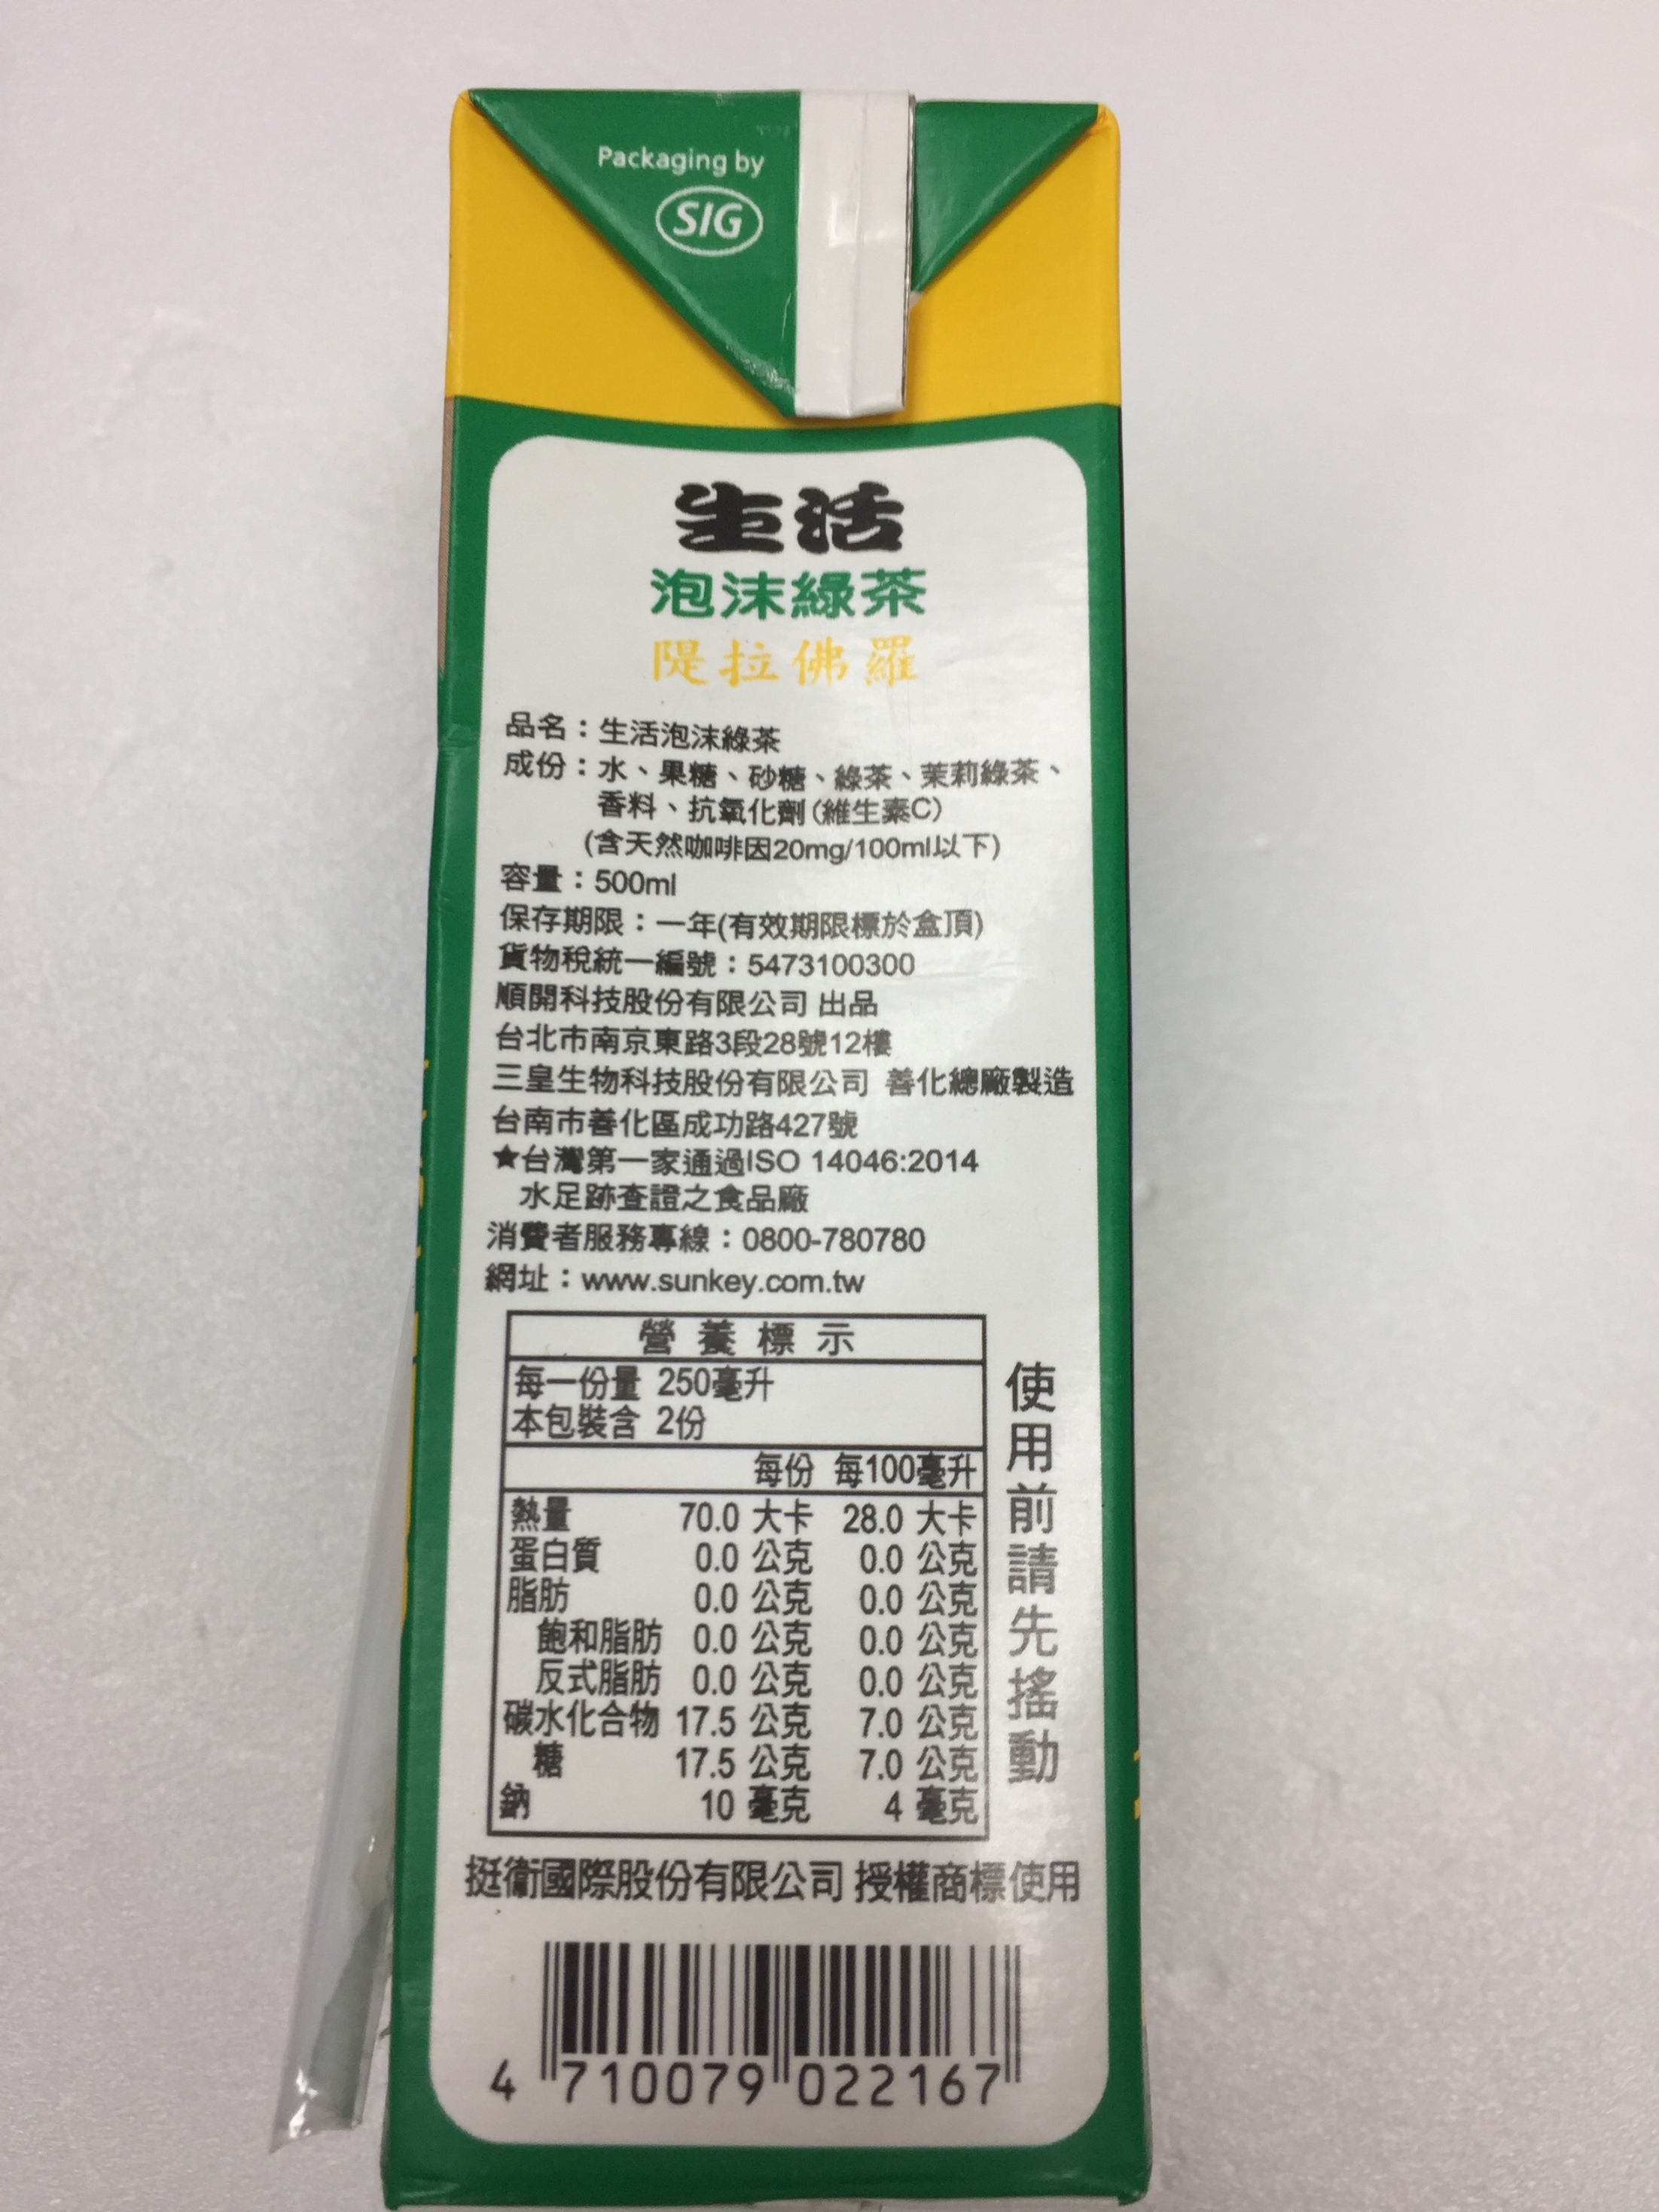 Packaging by
SIG
生活
泡沫綠茶
隄拉佛羅
品名：生活泡沫綠茶
成份：水、果糖、砂糖、綠茶、茉莉綠茶、
香料、抗氧化劑(維生素C)
(含天然咖啡因20mg/100ml以下)
容量：500ml
保存期限：一年(有效期限標於盒頂)
貨物稅統一編號：5473100300
順開科技股份有限公司 出品
台北市南京東路3段28號12樓
三皇生物科技股份有限公司 善化總廠製造
台南市善化區成功路427號
★台灣第一家通過ISO 14046:2014
水足跡查證之食品廠
消費者服務專線：0800-780780
網址：www.sunkey.com.tw
營養標示
每一份量 250毫升
本包裝含 2份
每份 每100毫升
熱量 70.0 大卡 28.0 大卡
蛋白質 0.0 公克 0.0 公克
脂肪 0.0 公克 0.0 公克
飽和脂肪 0.0 公克 0.0 公克
反式脂肪 0.0 公克 0.0 公克
碳水化合物 17.5 公克 7.0 公克
糖 17.5 公克 7.0 公克
鈉 10 毫克 4 毫克
使用前請先搖動
挺衛國際股份有限公司 授權商標使用
4 710079 022167